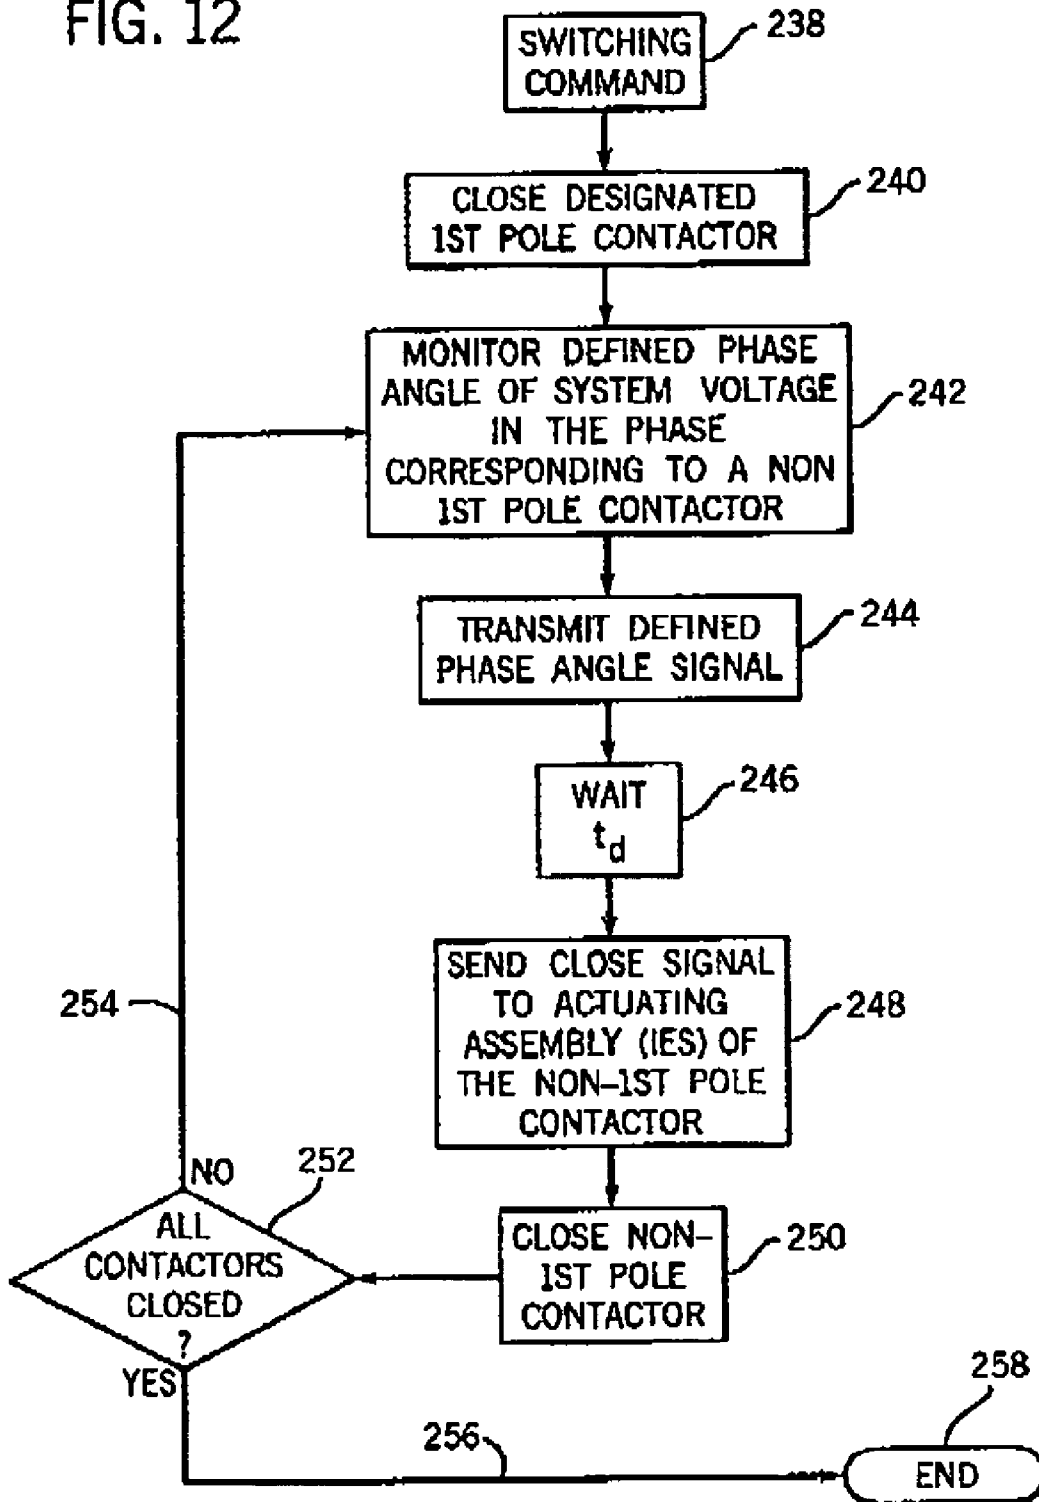 FIG. 12
SWITCHING
COMMAND
238
CLOSE DESIGNATED
1ST POLE CONTACTOR
240
MONITOR DEFINED PHASE
ANGLE OF SYSTEM VOLTAGE
IN THE PHASE
CORRESPONDING TO A NON
1ST POLE CONTACTOR
242
TRANSMIT DEFINED
PHASE ANGLE SIGNAL
244
WAIT
td
246
SEND CLOSE SIGNAL
TO ACTUATING
ASSEMBLY (IES) OF
THE NON-1ST POLE
CONTACTOR
248
254
CLOSE NON-
1ST POLE
CONTACTOR
250
NO
252
ALL
CONTACTORS
CLOSED
?
YES
256
258
END